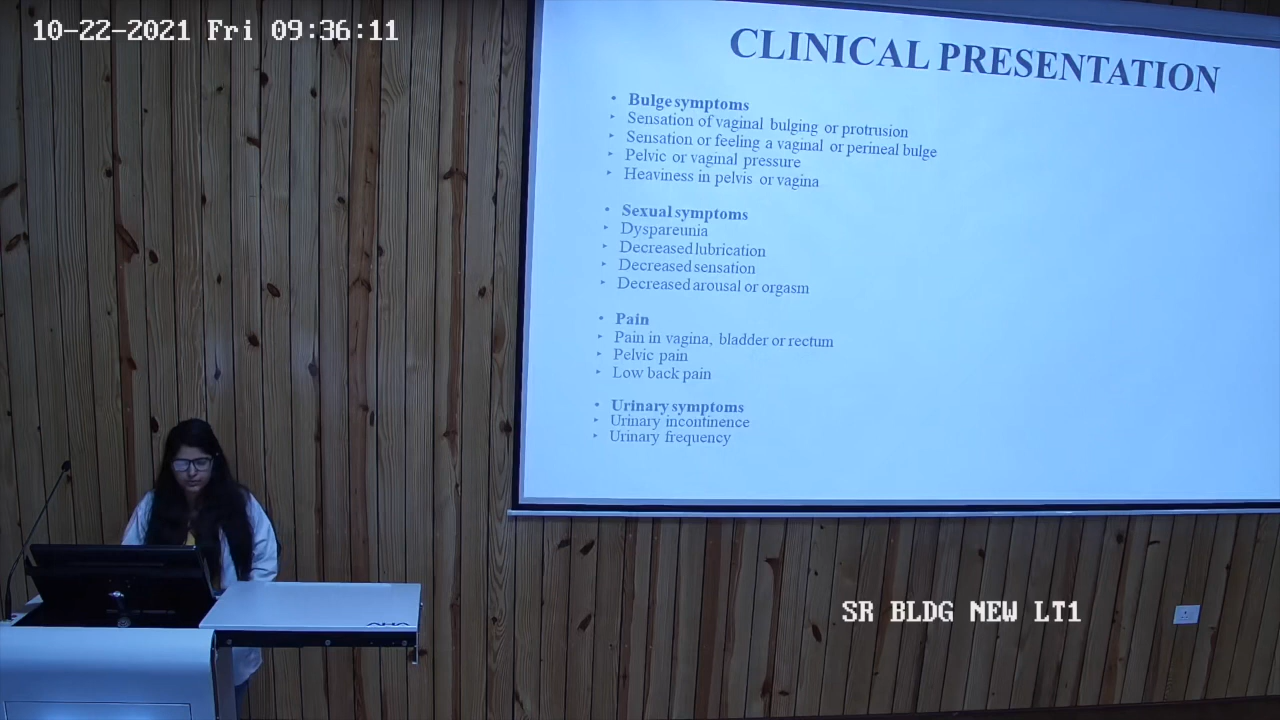 10-22-2021 Fri 09:36:11
CLINICAL PRESENTATION
• Bulge symptoms
‣ Sensation of vaginal bulging or protrusion
‣ Sensation or feeling a vaginal or perineal bulge
‣ Pelvic or vaginal pressure
‣ Heaviness in pelvis or vagina
• Sexual symptoms
‣ Dyspareunia
‣ Decreased lubrication
‣ Decreased sensation
‣ Decreased arousal or orgasm
• Pain
‣ Pain in vagina, bladder or rectum
‣ Pelvic pain
‣ Low back pain
• Urinary symptoms
‣ Urinary incontinence
‣ Urinary frequency
AHA
SR BLDG NEW LT1